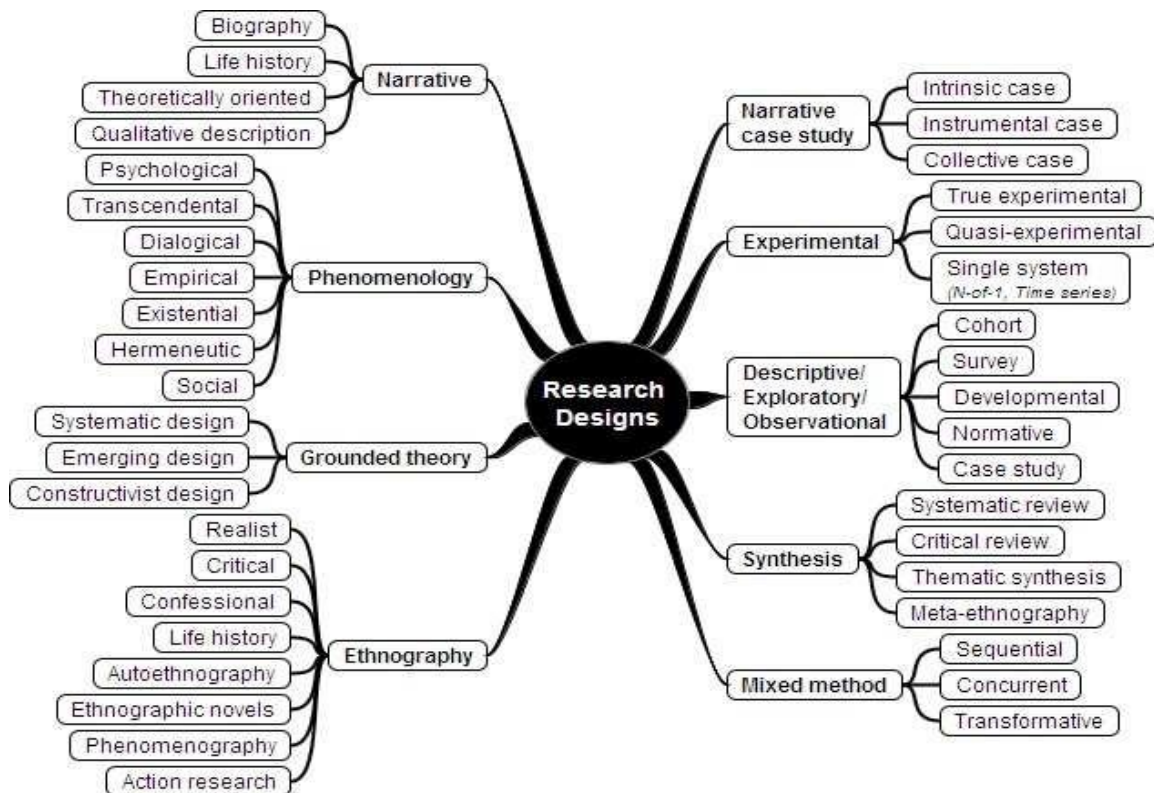 Biography
Life history
Theoretically oriented
Qualitative description
Narrative
Psychological
Transcendental
Dialogical
Empirical
Existential
Hermeneutic
Social
Phenomenology
Systematic design
Emerging design
Constructivist design
Grounded theory
Realist
Critical
Confessional
Life history
Autoethnography
Ethnographic novels
Phenomenography
Action research
Ethnography
Research
Designs
Narrative
case study
Intrinsic case
Instrumental case
Collective case
Experimental
True experimental
Quasi-experimental
Single system
(N-of-1, Time series)
Descriptive/
Exploratory/
Observational
Cohort
Survey
Developmental
Normative
Case study
Synthesis
Systematic review
Critical review
Thematic synthesis
Meta-ethnography
Mixed method
Sequential
Concurrent
Transformative